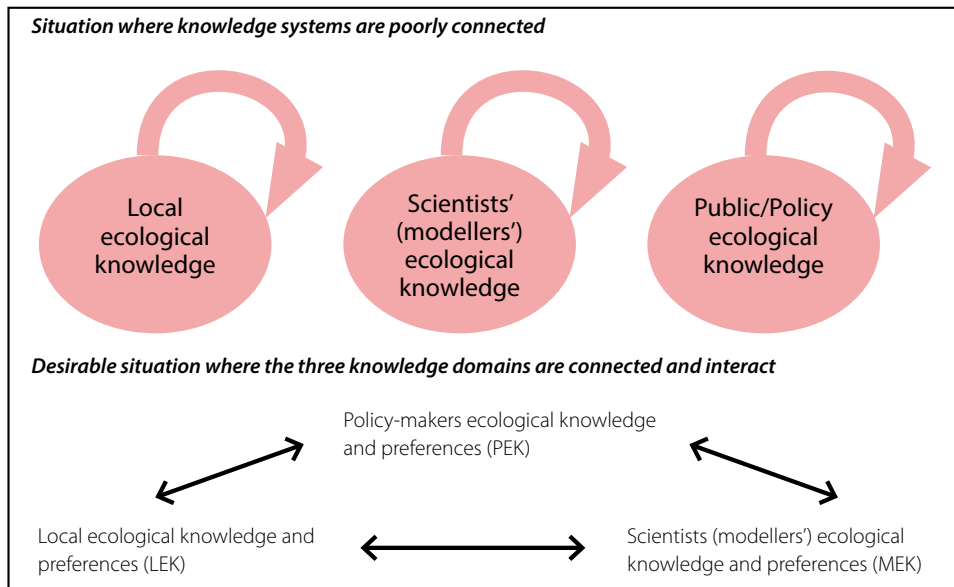 Situation where knowledge systems are poorly connected
Local
ecological
knowledge
Scientists'
(modellers')
ecological
knowledge
Public/Policy
ecological
knowledge
Desirable situation where the three knowledge domains are connected and interact
Policy-makers ecological knowledge
and preferences (PEK)
Local ecological knowledge and
preferences (LEK)
Scientists (modellers') ecological
knowledge and preferences (MEK)